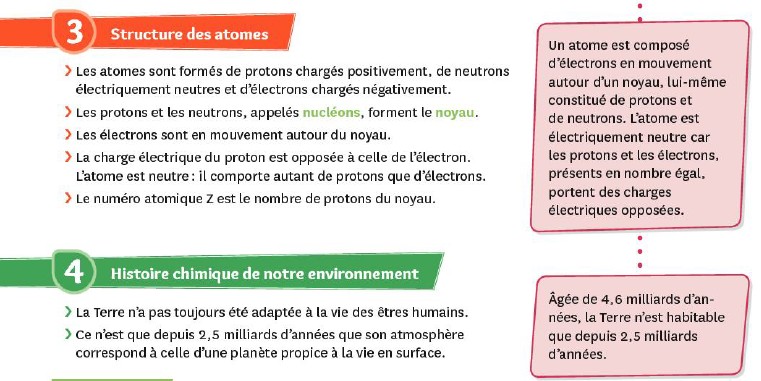 3 Structure des atomes
❯ Les atomes sont formés de protons chargés positivement, de neutrons
électriquement neutres et d'électrons chargés négativement.
❯ Les protons et les neutrons, appelés nucléons, forment le noyau.
❯ Les électrons sont en mouvement autour du noyau.
❯ La charge électrique du proton est opposée à celle de l'électron.
L'atome est neutre : il comporte autant de protons que d'électrons.
❯ Le numéro atomique Z est le nombre de protons du noyau.
Un atome est composé
d'électrons en mouvement
autour d'un noyau, lui-même
constitué de protons et
de neutrons. L'atome est
électriquement neutre car
les protons et les électrons,
présents en nombre égal,
portent des charges
électriques opposées.
4 Histoire chimique de notre environnement
❯ La Terre n'a pas toujours été adaptée à la vie des êtres humains.
❯ Ce n'est que depuis 2,5 milliards d'années que son atmosphère
correspond à celle d'une planète propice à la vie en surface.
Âgée de 4,6 milliards d'an-
nées, la Terre n'est habitable
que depuis 2,5 milliards
d'années.